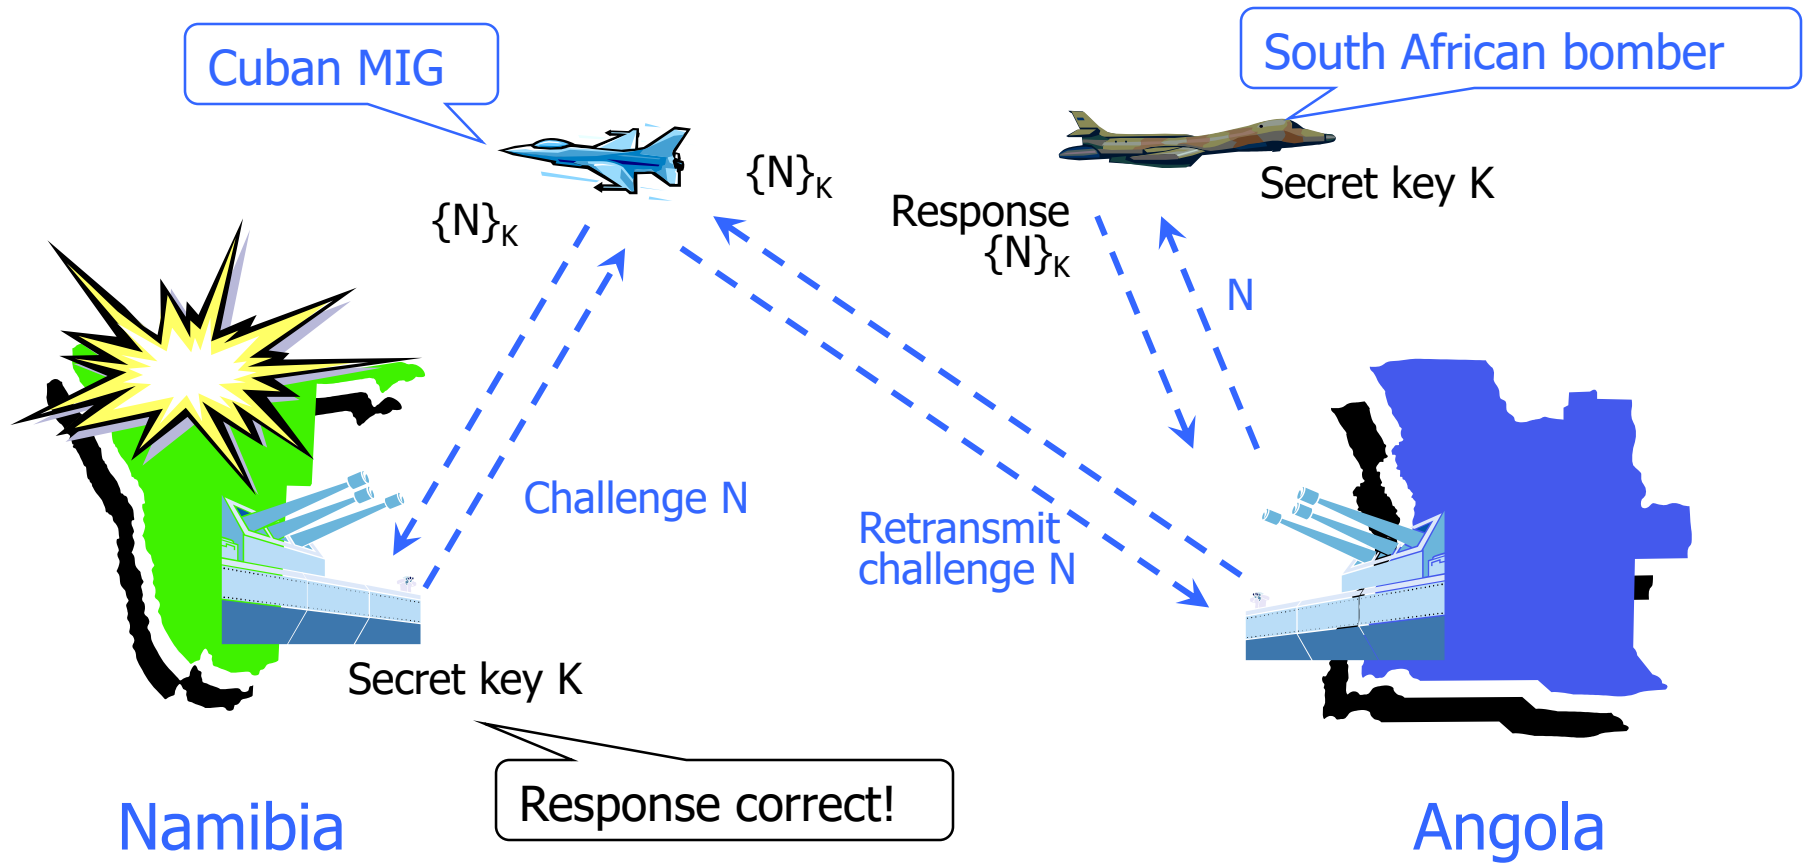 Cuban MIG
South African bomber
{N}K
{N}K
Response
{N}K
Secret key K
N
Challenge N
Retransmit
challenge N
Secret key K
Response correct!
Namibia
Angola